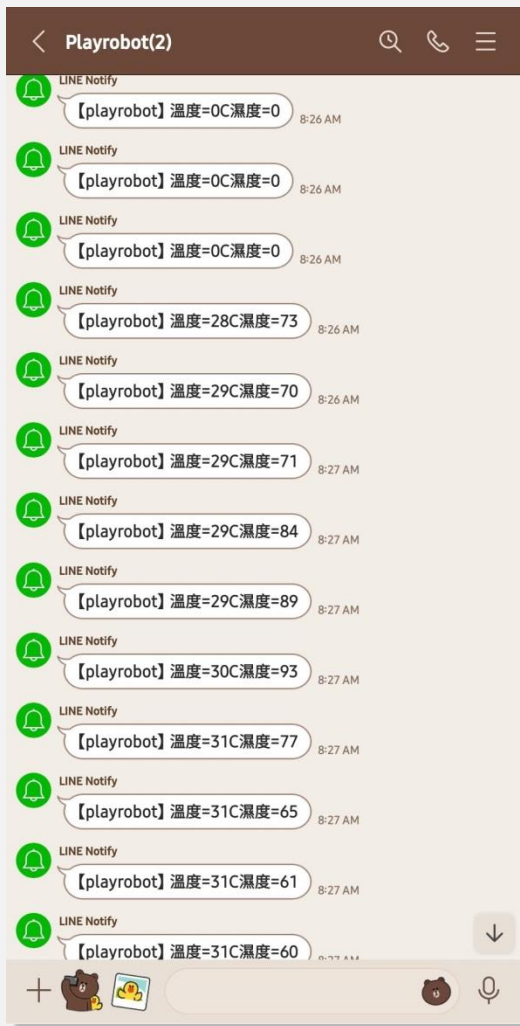 Playrobot(2)
LINE Notify
【playrobot】溫度=0C濕度=0
8:26 AM
LINE Notify
【playrobot】溫度=0C濕度=0
8:26 AM
LINE Notify
【playrobot】溫度=0C濕度=0
8:26 AM
LINE Notify
【playrobot】溫度=28C濕度=73
8:26 AM
LINE Notify
【playrobot】溫度=29C濕度=70
8:26 AM
LINE Notify
【playrobot】溫度=29C濕度=71
8:27 AM
LINE Notify
【playrobot】溫度=29C濕度=84
8:27 AM
LINE Notify
【playrobot】溫度=29C濕度=89
8:27 AM
LINE Notify
【playrobot】溫度=30C濕度=93
8:27 AM
LINE Notify
【playrobot】溫度=31C濕度=77
8:27 AM
LINE Notify
【playrobot】溫度=31C濕度=65
8:27 AM
LINE Notify
【playrobot】溫度=31C濕度=61
8:27 AM
LINE Notify
【playrobot】溫度=31C濕度=60
8:27 AM